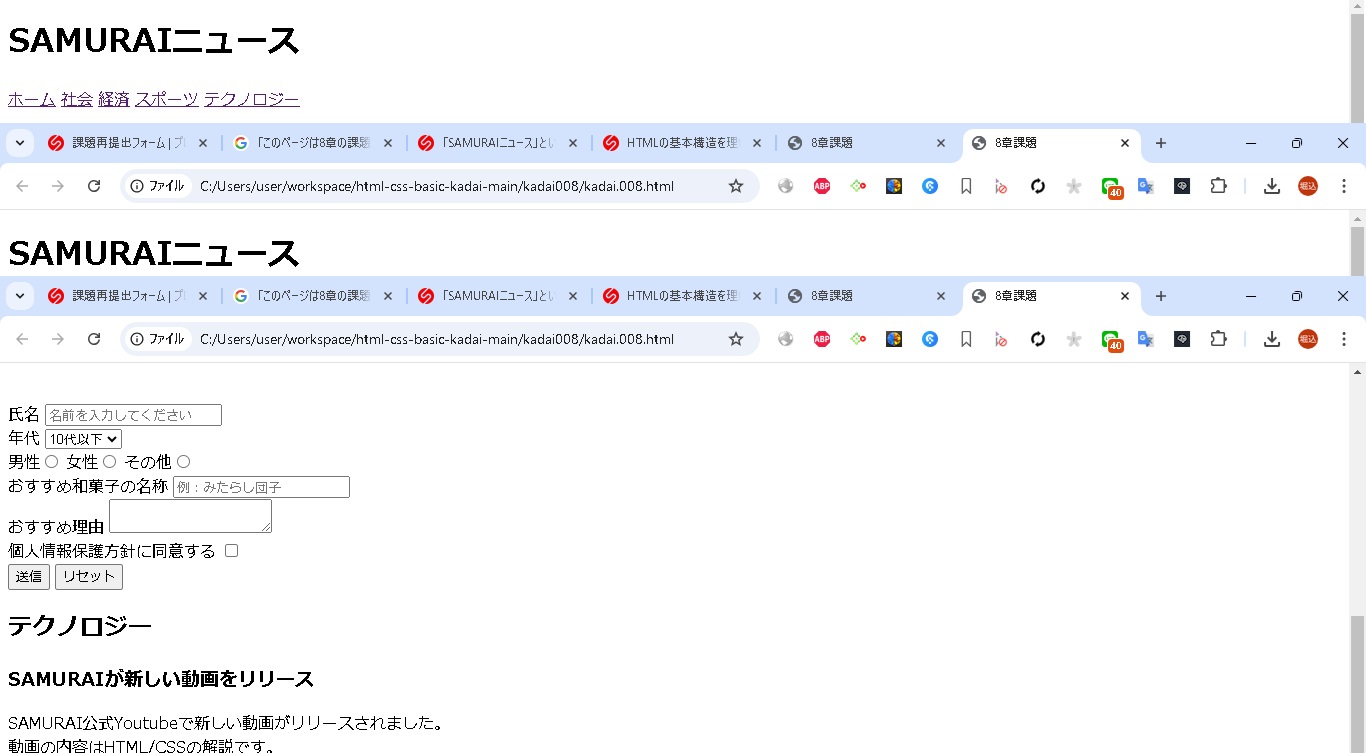 SAMURAIニュース
ホーム 社会 経済 スポーツ テクノロジー
課題再提出フォーム | プ 「このページは8章の課題 「SAMURAIニュース」とい HTMLの基本構造を理 8章課題 8章課題
ファイル C:/Users/user/workspace/html-css-basic-kadai-main/kadai008/kadai.008.html ABP 40 堀込
SAMURAIニュース
課題再提出フォーム | プ 「このページは8章の課題 「SAMURAIニュース」とい HTMLの基本構造を理 8章課題 8章課題
ファイル C:/Users/user/workspace/html-css-basic-kadai-main/kadai008/kadai.008.html ABP 40 堀込
氏名 名前を入力してください
年代 10代以下
男性 女性 その他
おすすめ和菓子の名称 例：みたらし団子
おすすめ理由
個人情報保護方針に同意する
送信 リセット
テクノロジー
SAMURAIが新しい動画をリリース
SAMURAI公式Youtubeで新しい動画がリリースされました。
動画の内容はHTML/CSSの解説です。